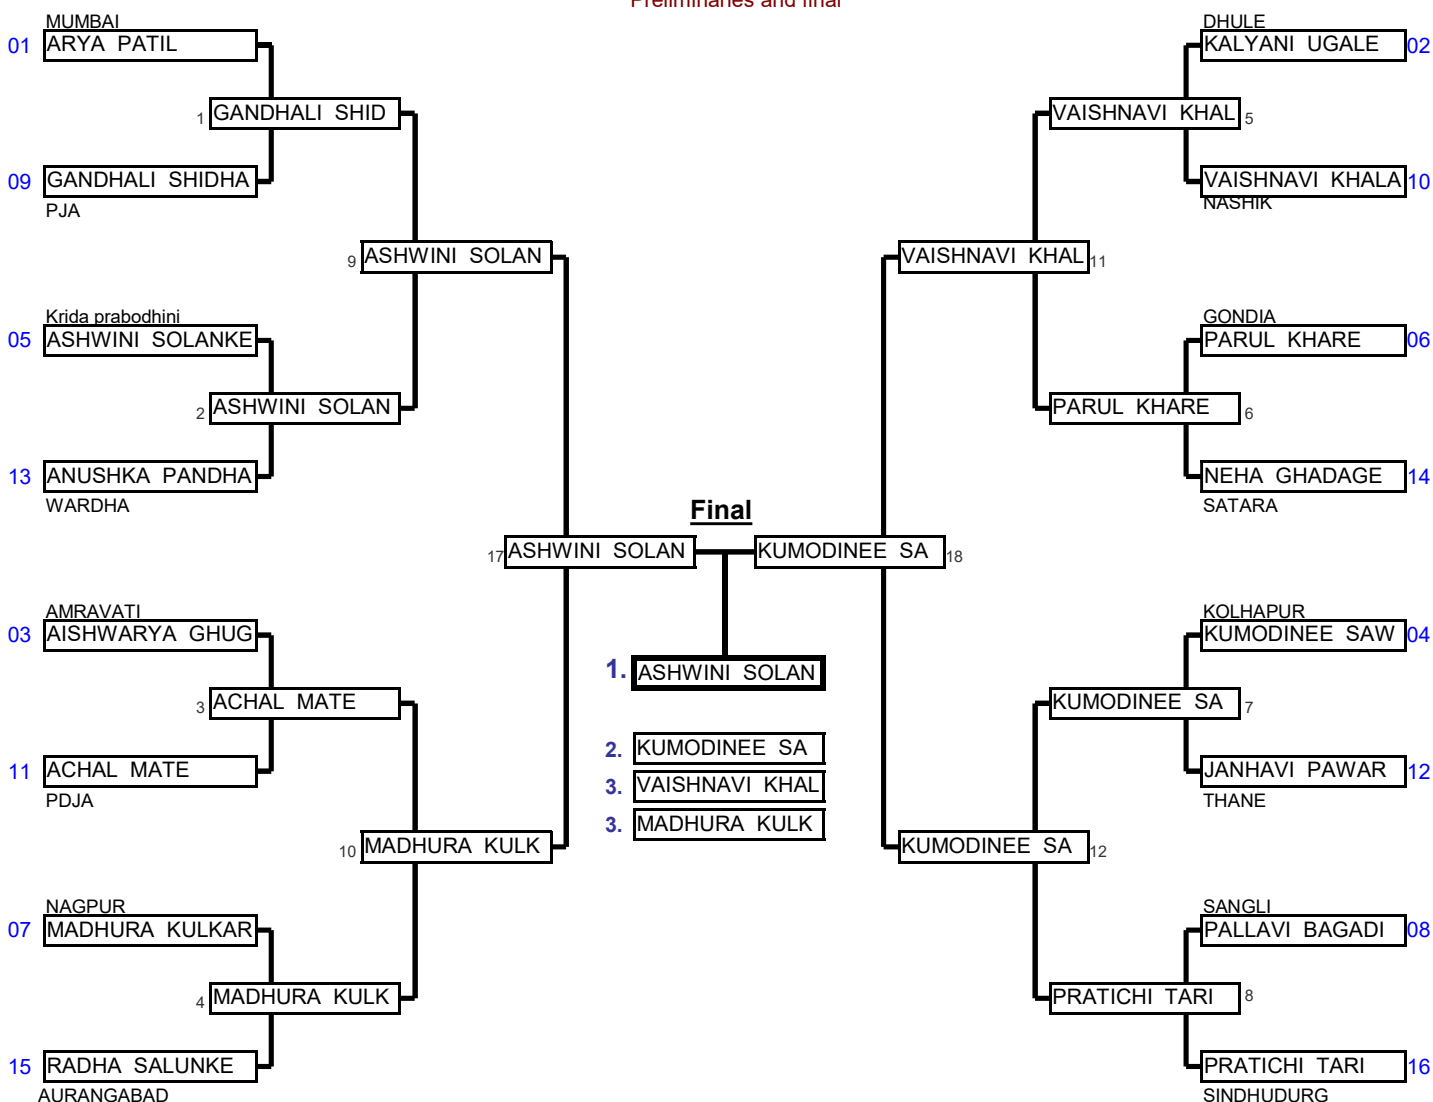 Preliminaries and final
MUMBAI
01 ARYA PATIL
1 GANDHALI SHID
09 GANDHALI SHIDHA
PJA
9 ASHWINI SOLAN
Krida prabodhini
05 ASHWINI SOLANKE
2 ASHWINI SOLAN
13 ANUSHKA PANDHA
WARDHA
17 ASHWINI SOLAN
AMRAVATI
03 AISHWARYA GHUG
3 ACHAL MATE
11 ACHAL MATE
PDJA
10 MADHURA KULK
NAGPUR
07 MADHURA KULKAR
4 MADHURA KULK
15 RADHA SALUNKE
AURANGABAD
Final
1. ASHWINI SOLAN
2. KUMODINEE SA
3. VAISHNAVI KHAL
3. MADHURA KULK
DHULE
KALYANI UGALE 02
VAISHNAVI KHAL 5
VAISHNAVI KHALA 10
NASHIK
VAISHNAVI KHAL 11
GONDIA
PARUL KHARE 06
PARUL KHARE 6
NEHA GHADAGE 14
SATARA
KUMODINEE SA 18
KOLHAPUR
KUMODINEE SAW 04
KUMODINEE SA 7
JANHAVI PAWAR 12
THANE
KUMODINEE SA 12
SANGLI
PALLAVI BAGADI 08
PRATICHI TARI 8
PRATICHI TARI 16
SINDHUDURG